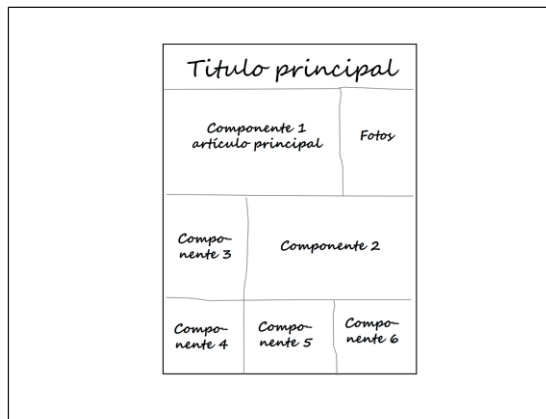 Titulo principal
Componente 1
artículo principal
Fotos
Compo-
nente 3
Componente 2
Compo-
nente 4
Compo-
nente 5
Compo-
nente 6